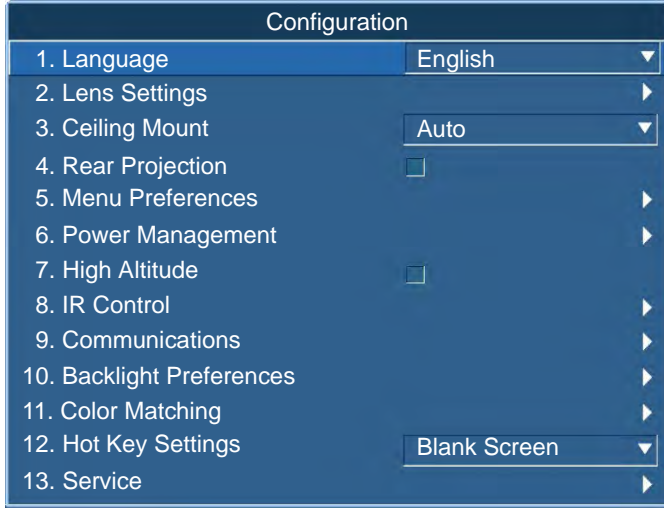 Configuration
1. Language English
2. Lens Settings
3. Ceiling Mount Auto
4. Rear Projection
5. Menu Preferences
6. Power Management
7. High Altitude
8. IR Control
9. Communications
10. Backlight Preferences
11. Color Matching
12. Hot Key Settings Blank Screen
13. Service